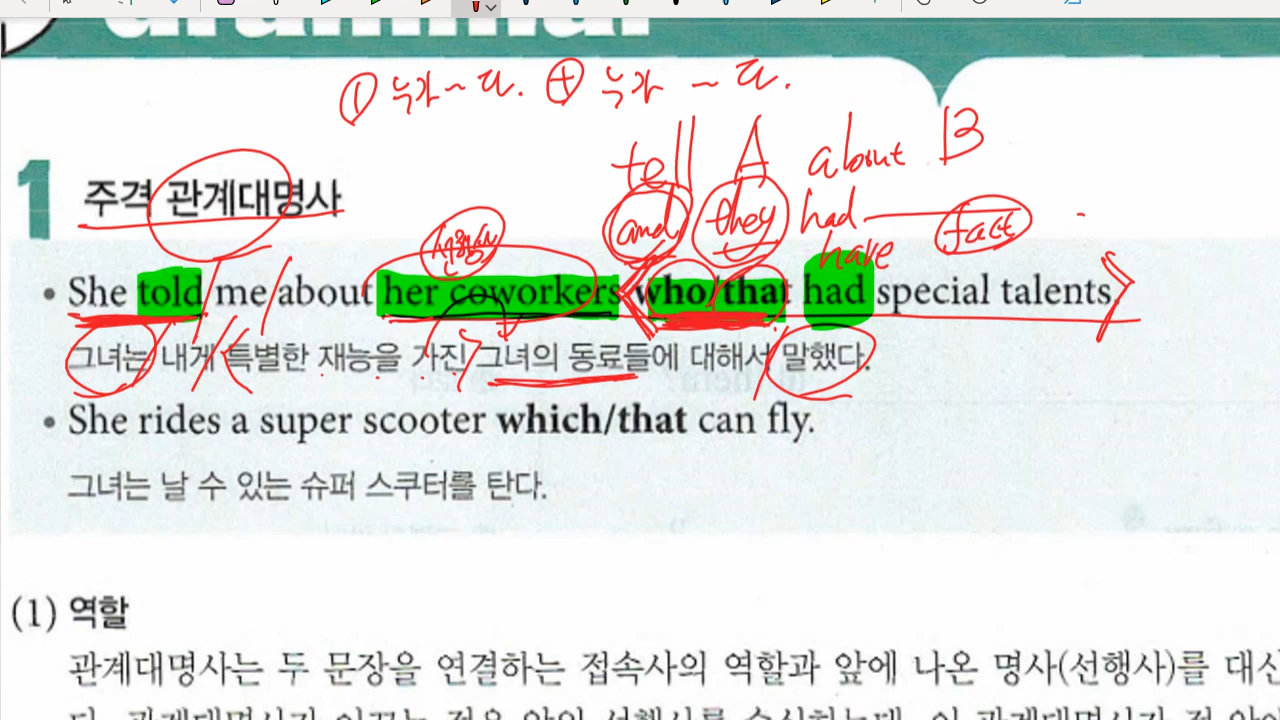 grammar
① 누가 ~ 다. ⊕ 누가 ~ 다.
tell A about B
1 주격 관계대명사
and they had fact
선행사 have
• She told me about her coworkers who/that had special talents.
그녀는 내게 특별한 재능을 가진 그녀의 동료들에 대해서 말했다.
• She rides a super scooter which/that can fly.
그녀는 날 수 있는 슈퍼 스쿠터를 탄다.
(1) 역할
관계대명사는 두 문장을 연결하는 접속사의 역할과 앞에 나온 명사(선행사)를 대신